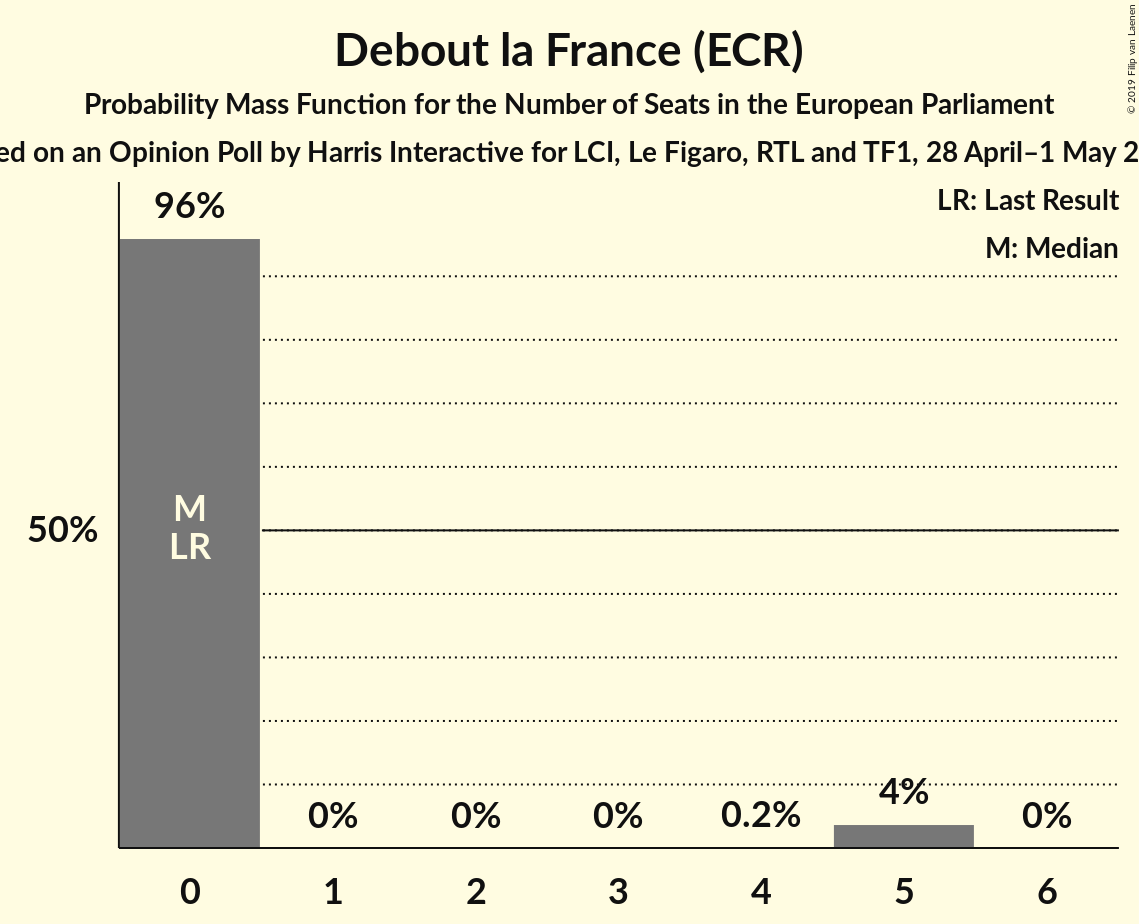 Debout la France (ECR)
Probability Mass Function for the Number of Seats in the European Parliament
on an Opinion Poll by Harris Interactive for LCI, Le Figaro, RTL and TF1, 28 April–1 May
© 2019 Filip van Laenen
LR: Last Result
M: Median
96%
M
LR
50%
0%
0%
0%
0.2%
4%
0%
0 1 2 3 4 5 6